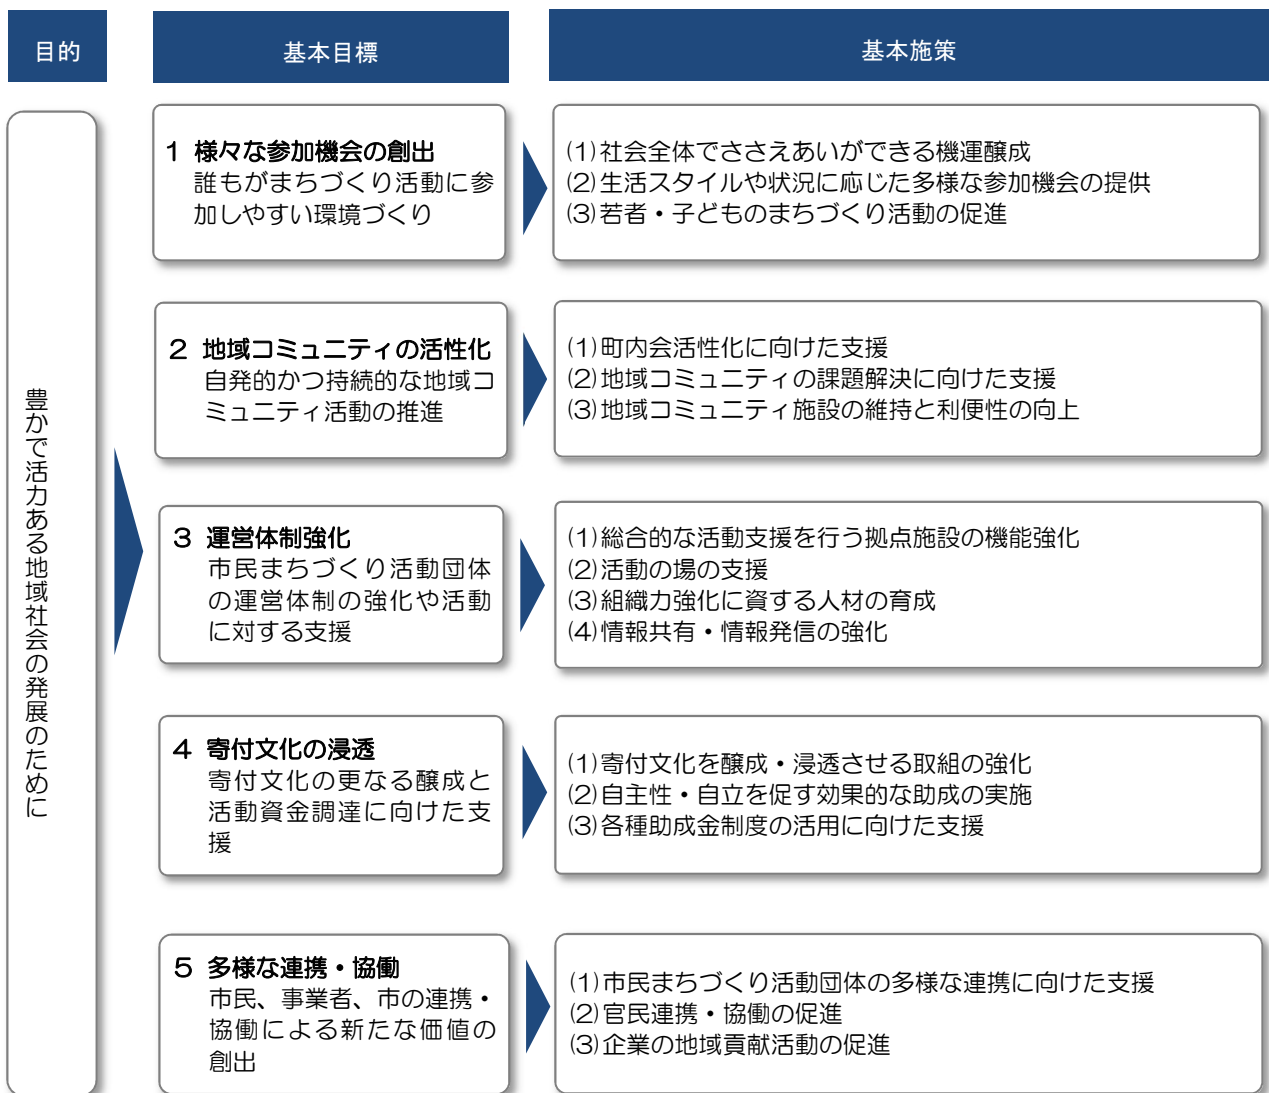 目的
基本目標
基本施策
豊かで活力ある地域社会の発展のために
1 様々な参加機会の創出
誰もがまちづくり活動に参
加しやすい環境づくり
(1)社会全体でささえあいができる機運醸成
(2)生活スタイルや状況に応じた多様な参加機会の提供
(3)若者・子どものまちづくり活動の促進
2 地域コミュニティの活性化
自発的かつ持続的な地域コ
ミュニティ活動の推進
(1)町内会活性化に向けた支援
(2)地域コミュニティの課題解決に向けた支援
(3)地域コミュニティ施設の維持と利便性の向上
3 運営体制強化
市民まちづくり活動団体
の運営体制の強化や活動
に対する支援
(1)総合的な活動支援を行う拠点施設の機能強化
(2)活動の場の支援
(3)組織力強化に資する人材の育成
(4)情報共有・情報発信の強化
4 寄付文化の浸透
寄付文化の更なる醸成と
活動資金調達に向けた支
援
(1)寄付文化を醸成・浸透させる取組の強化
(2)自主性・自立を促す効果的な助成の実施
(3)各種助成金制度の活用に向けた支援
5 多様な連携・協働
市民、事業者、市の連携・
協働による新たな価値の
創出
(1)市民まちづくり活動団体の多様な連携に向けた支援
(2)官民連携・協働の促進
(3)企業の地域貢献活動の促進